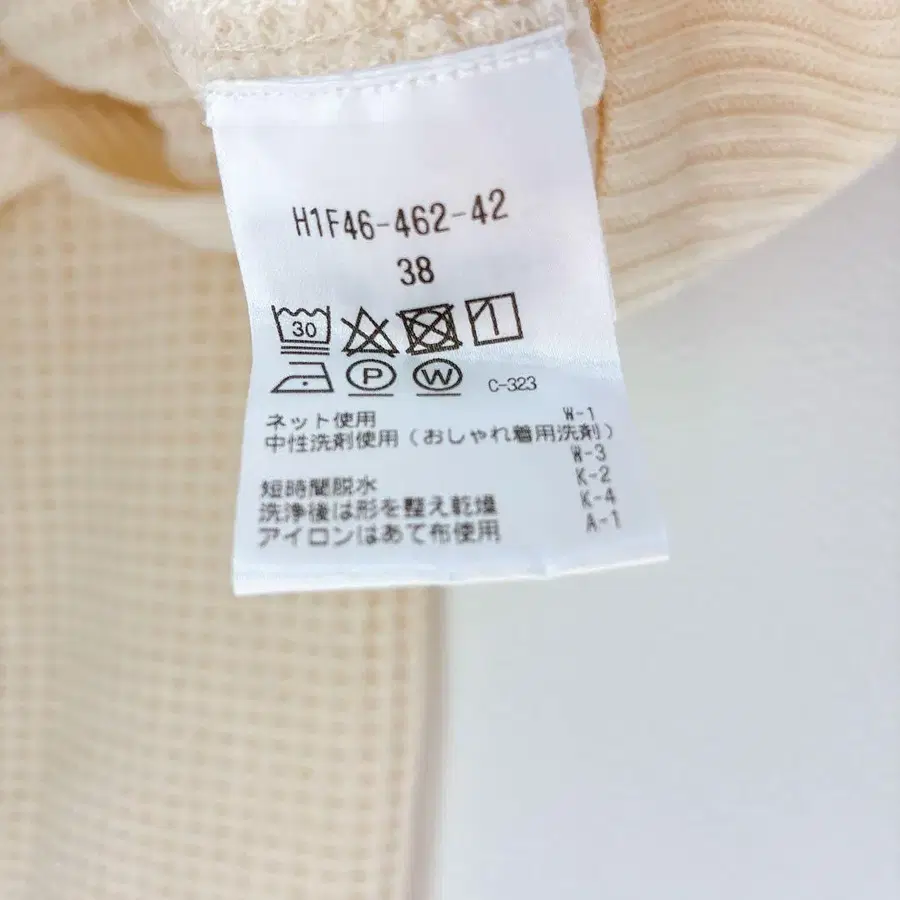 H1F46-462-42
38
30
P W C-323
ネット使用 W-1
中性洗剤使用(おしゃれ着用洗剤)
W-3
短時間脱水 K-2
洗浄後は形を整え乾燥 K-4
アイロンはあて布使用 A-1